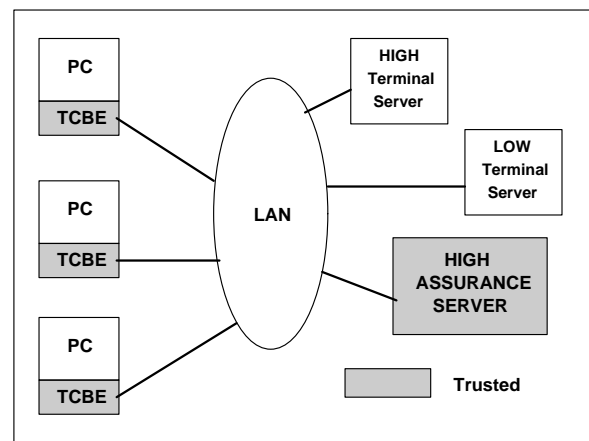 PC
TCBE
PC
TCBE
PC
TCBE
LAN
HIGH
Terminal
Server
LOW
Terminal
Server
HIGH
ASSURANCE
SERVER
Trusted